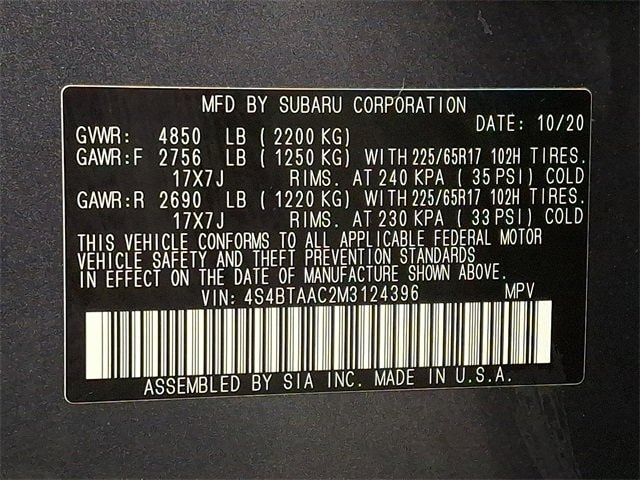 MFD BY SUBARU CORPORATION
DATE: 10/20
GVWR: 4850 LB (2200 KG)
GAWR:F 2756 LB (1250 KG) WITH 225/65R17 102H TIRES.
17X7J RIMS. AT 240 KPA (35 PSI) COLD
GAWR:R 2690 LB (1220 KG) WITH 225/65R17 102H TIRES.
17X7J RIMS. AT 230 KPA (33 PSI) COLD
THIS VEHICLE CONFORMS TO ALL APPLICABLE FEDERAL MOTOR
VEHICLE SAFETY AND THEFT PREVENTION STANDARDS
IN EFFECT ON THE DATE OF MANUFACTURE SHOWN ABOVE.
VIN: 4S4BTAAC2M3124396 MPV
ASSEMBLED BY SIA INC. MADE IN U.S.A.